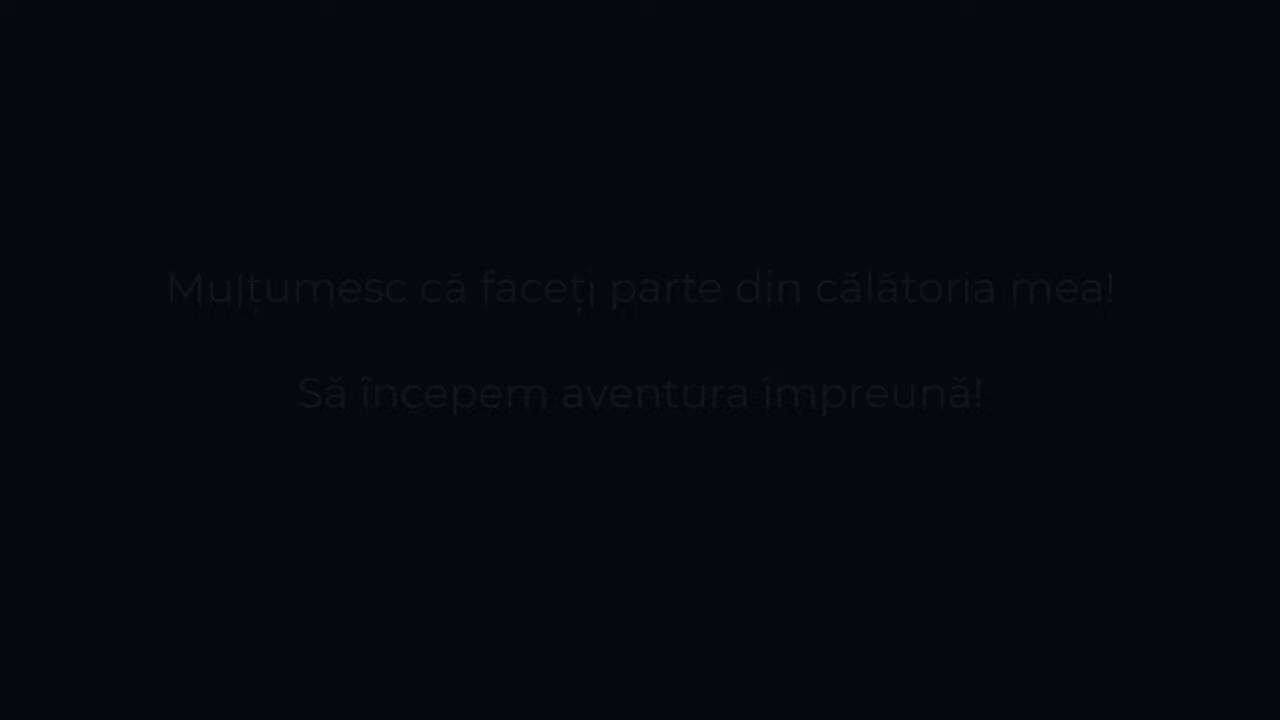 Mulțumesc că faceți parte din călătoria mea!
Să începem aventura împreună!